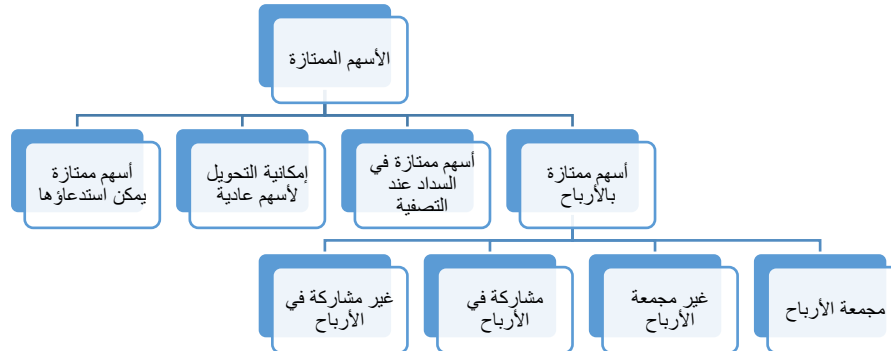 الأسهم الممتازة
أسهم ممتازة
بالأرباح
أسهم ممتازة في
السداد عند
التصفية
إمكانية التحويل
لأسهم عادية
أسهم ممتازة
يمكن استدعاؤها
مجمعة الأرباح
غير مجمعة
الأرباح
مشاركة في
الأرباح
غير مشاركة في
الأرباح